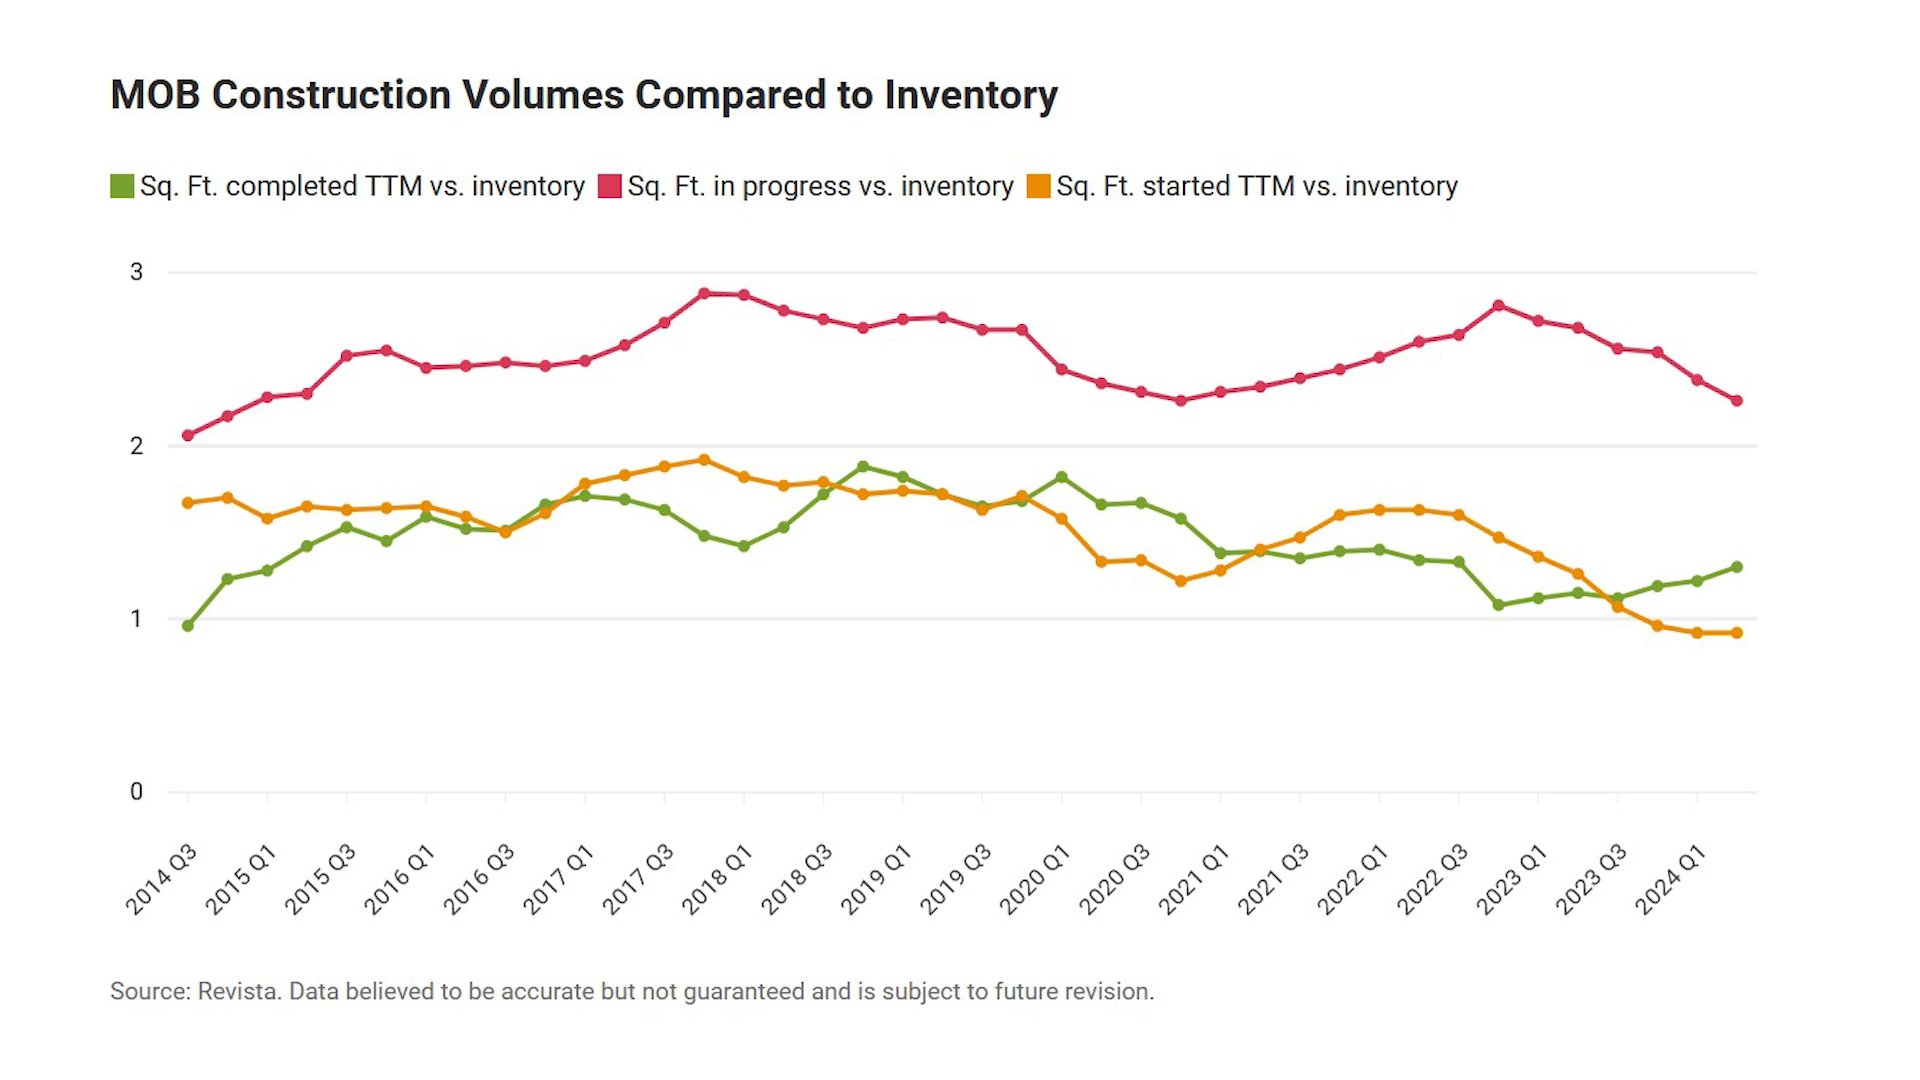 MOB Construction Volumes Compared to Inventory
Sq. Ft. completed TTM vs. inventory Sq. Ft. in progress vs. inventory Sq. Ft. started TTM vs. inventory
3
2
1
0
2014 Q3 2015 Q1 2015 Q3 2016 Q1 2016 Q3 2017 Q1 2017 Q3 2018 Q1 2018 Q3 2019 Q1 2019 Q3 2020 Q1 2020 Q3 2021 Q1 2021 Q3 2022 Q1 2022 Q3 2023 Q1 2023 Q3 2024 Q1
Source: Revista. Data believed to be accurate but not guaranteed and is subject to future revision.